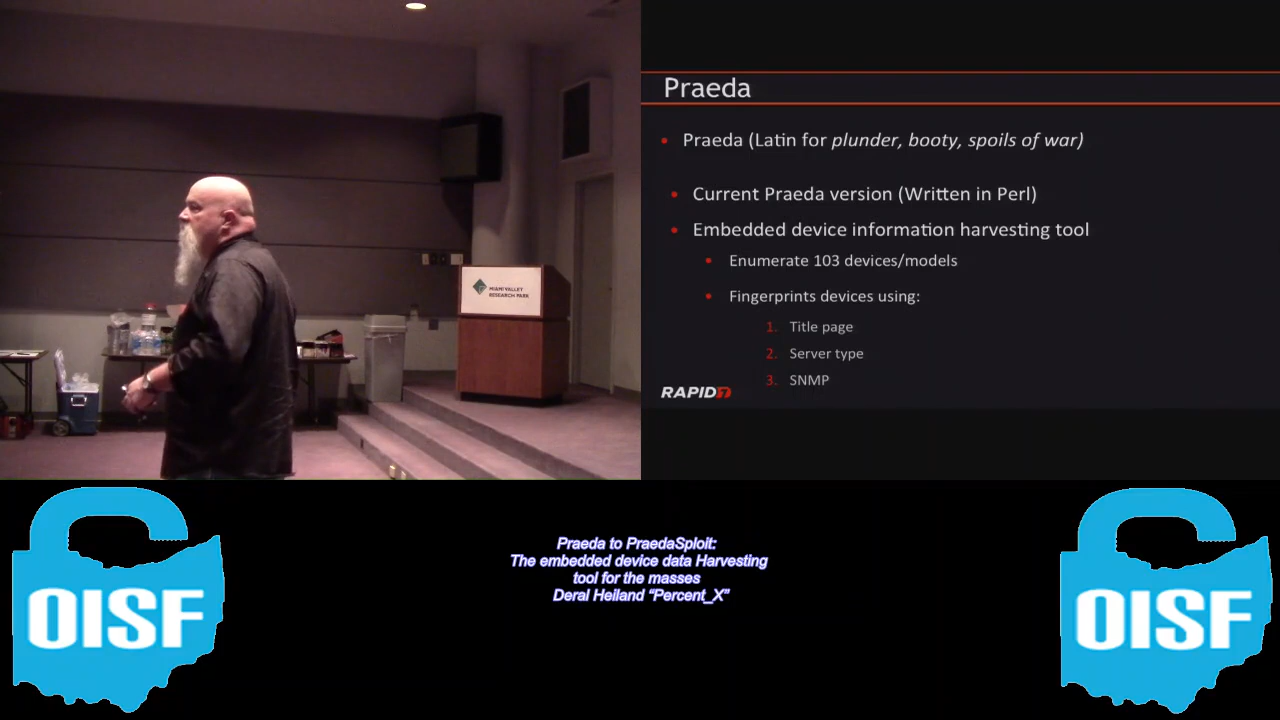 MIAMI VALLEY
RESEARCH PARK
Praeda
Praeda (Latin for plunder, booty, spoils of war)
Current Praeda version (Written in Perl)
Embedded device information harvesting tool
Enumerate 103 devices/models
Fingerprints devices using:
1. Title page
2. Server type
3. SNMP
RAPID7
OISF
Praeda to PraedaSploit:
The embedded device data Harvesting
tool for the masses
Deral Heiland “Percent_X”
OISF